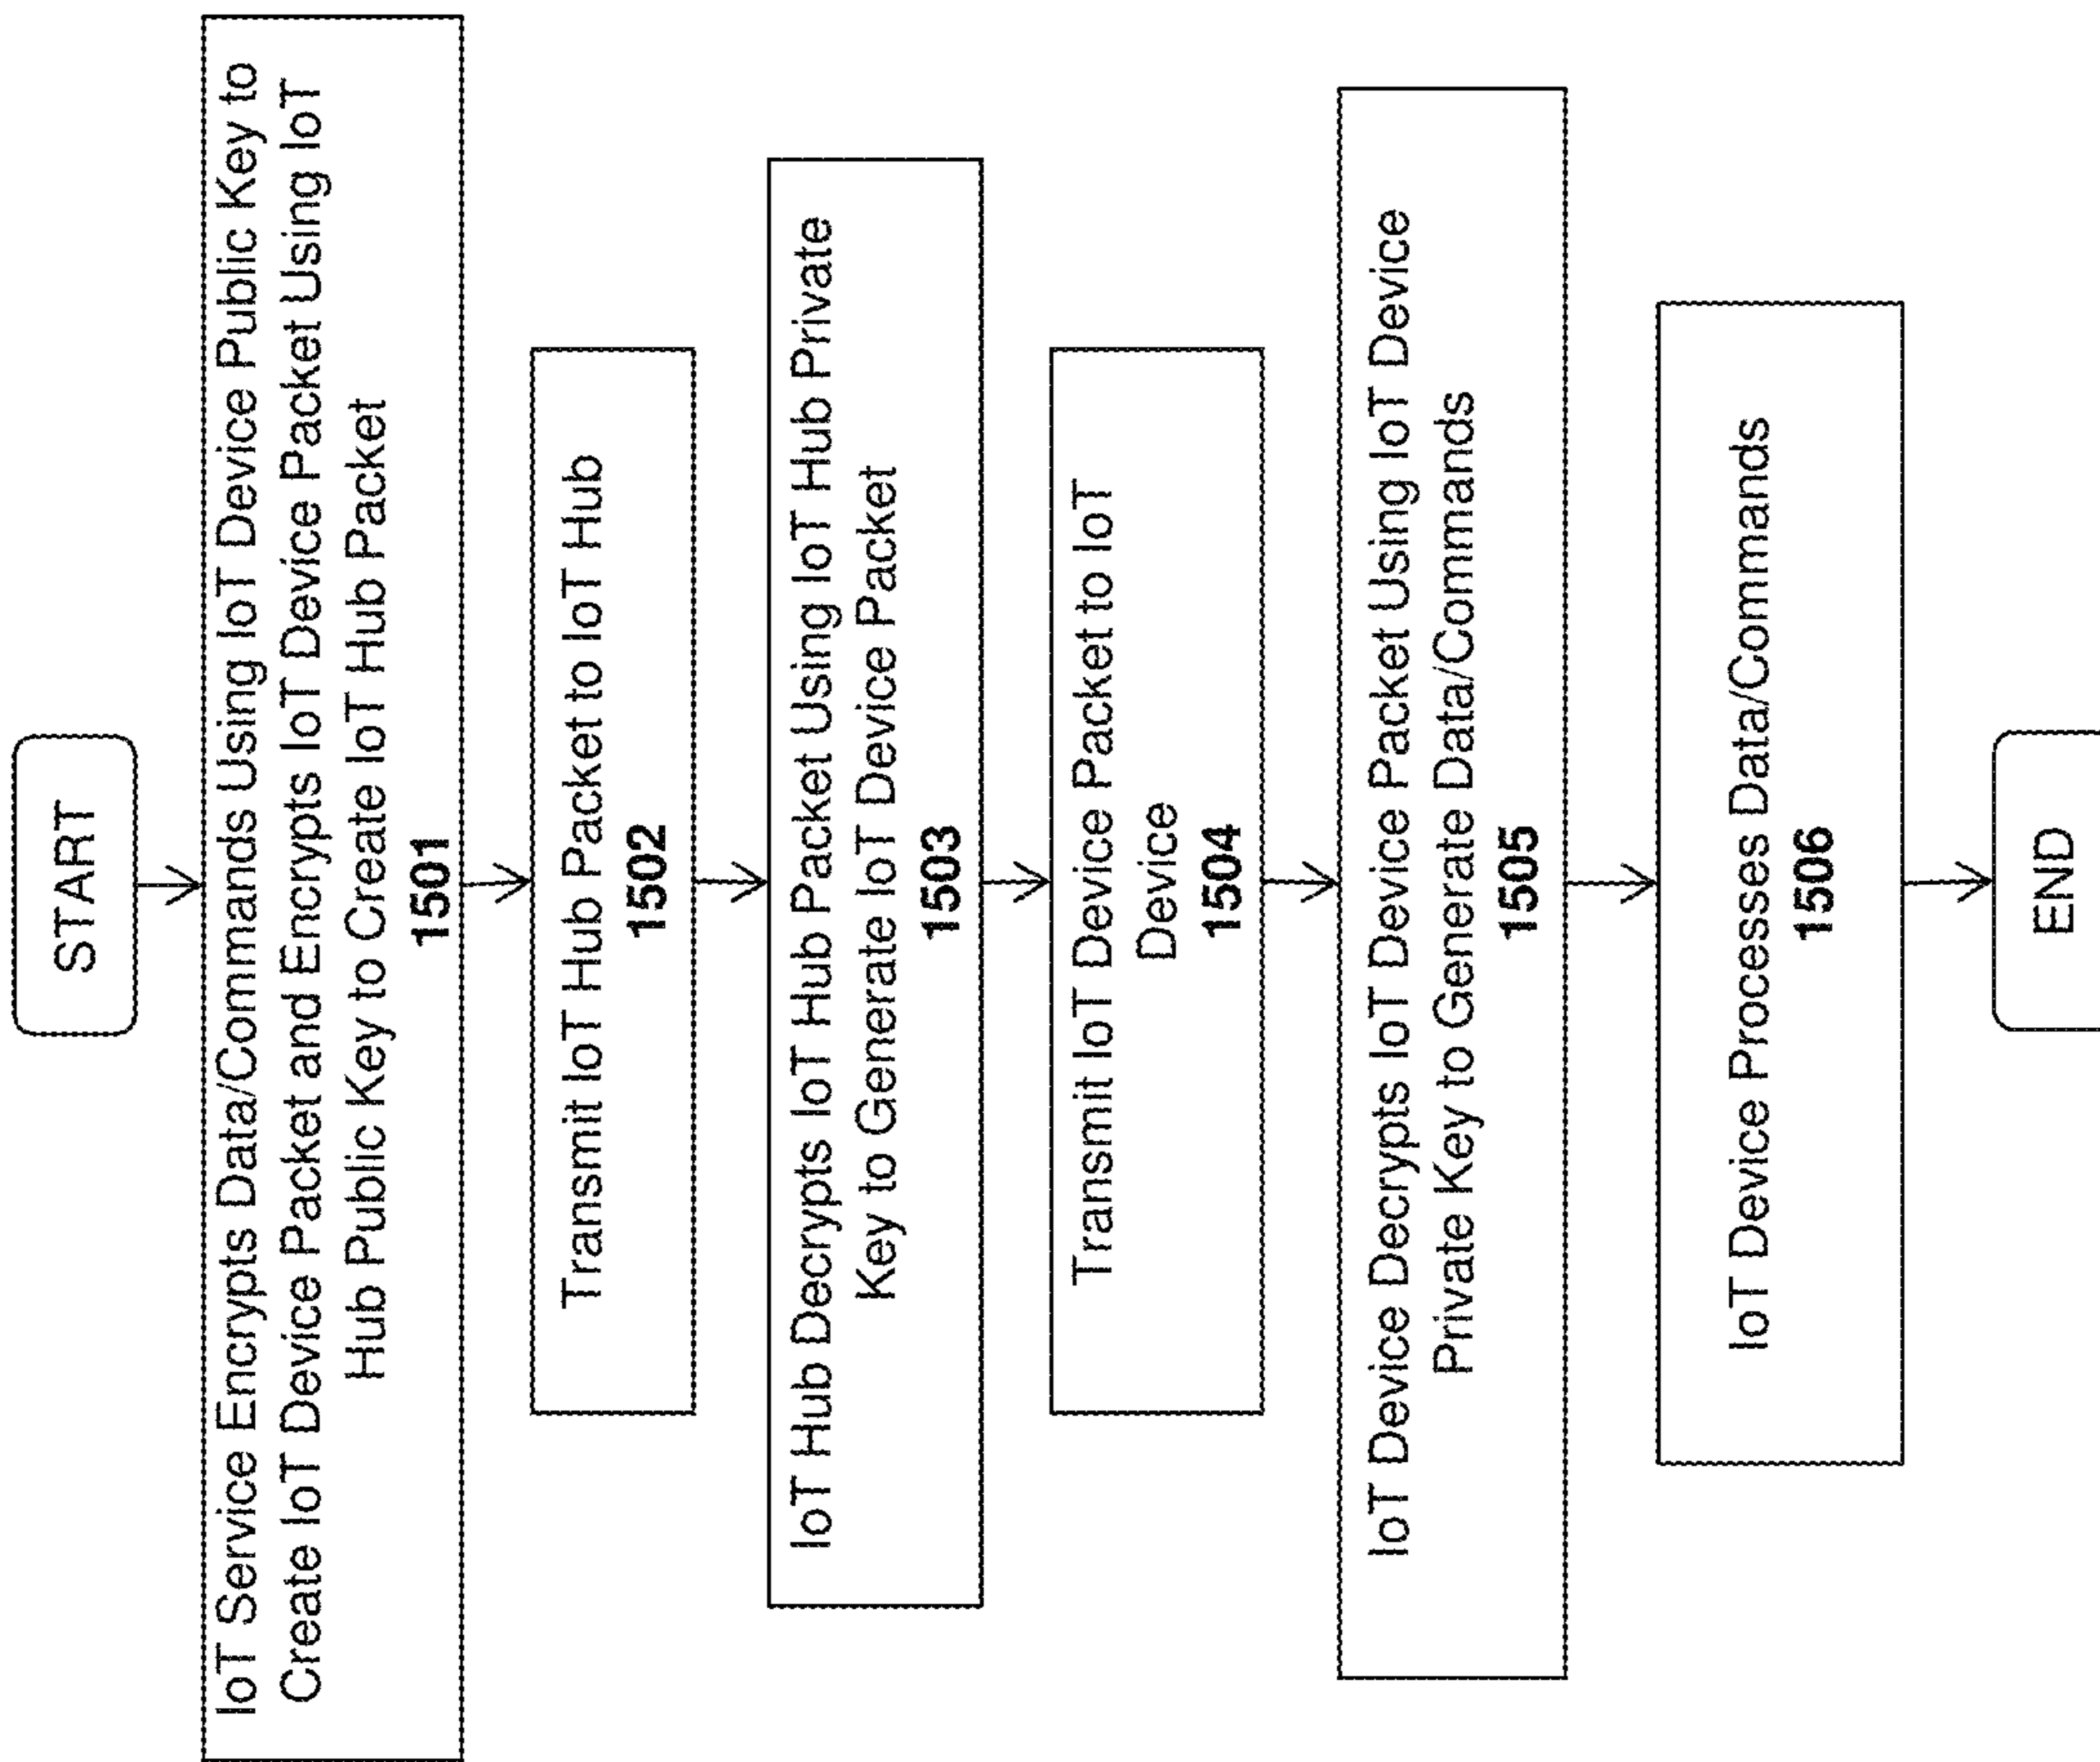 START
IoT Service Encrypts Data/Commands Using IoT Device Public Key to
Create IoT Device Packet and Encrypts IoT Device Packet Using IoT
Hub Public Key to Create IoT Hub Packet
1501
Transmit IoT Hub Packet to IoT Hub
1502
IoT Hub Decrypts IoT Hub Packet Using IoT Hub Private
Key to Generate IoT Device Packet
1503
Transmit IoT Device Packet to IoT
Device
1504
IoT Device Decrypts IoT Device Packet Using IoT Device
Private Key to Generate Data/Commands
1505
IoT Device Processes Data/Commands
1506
END